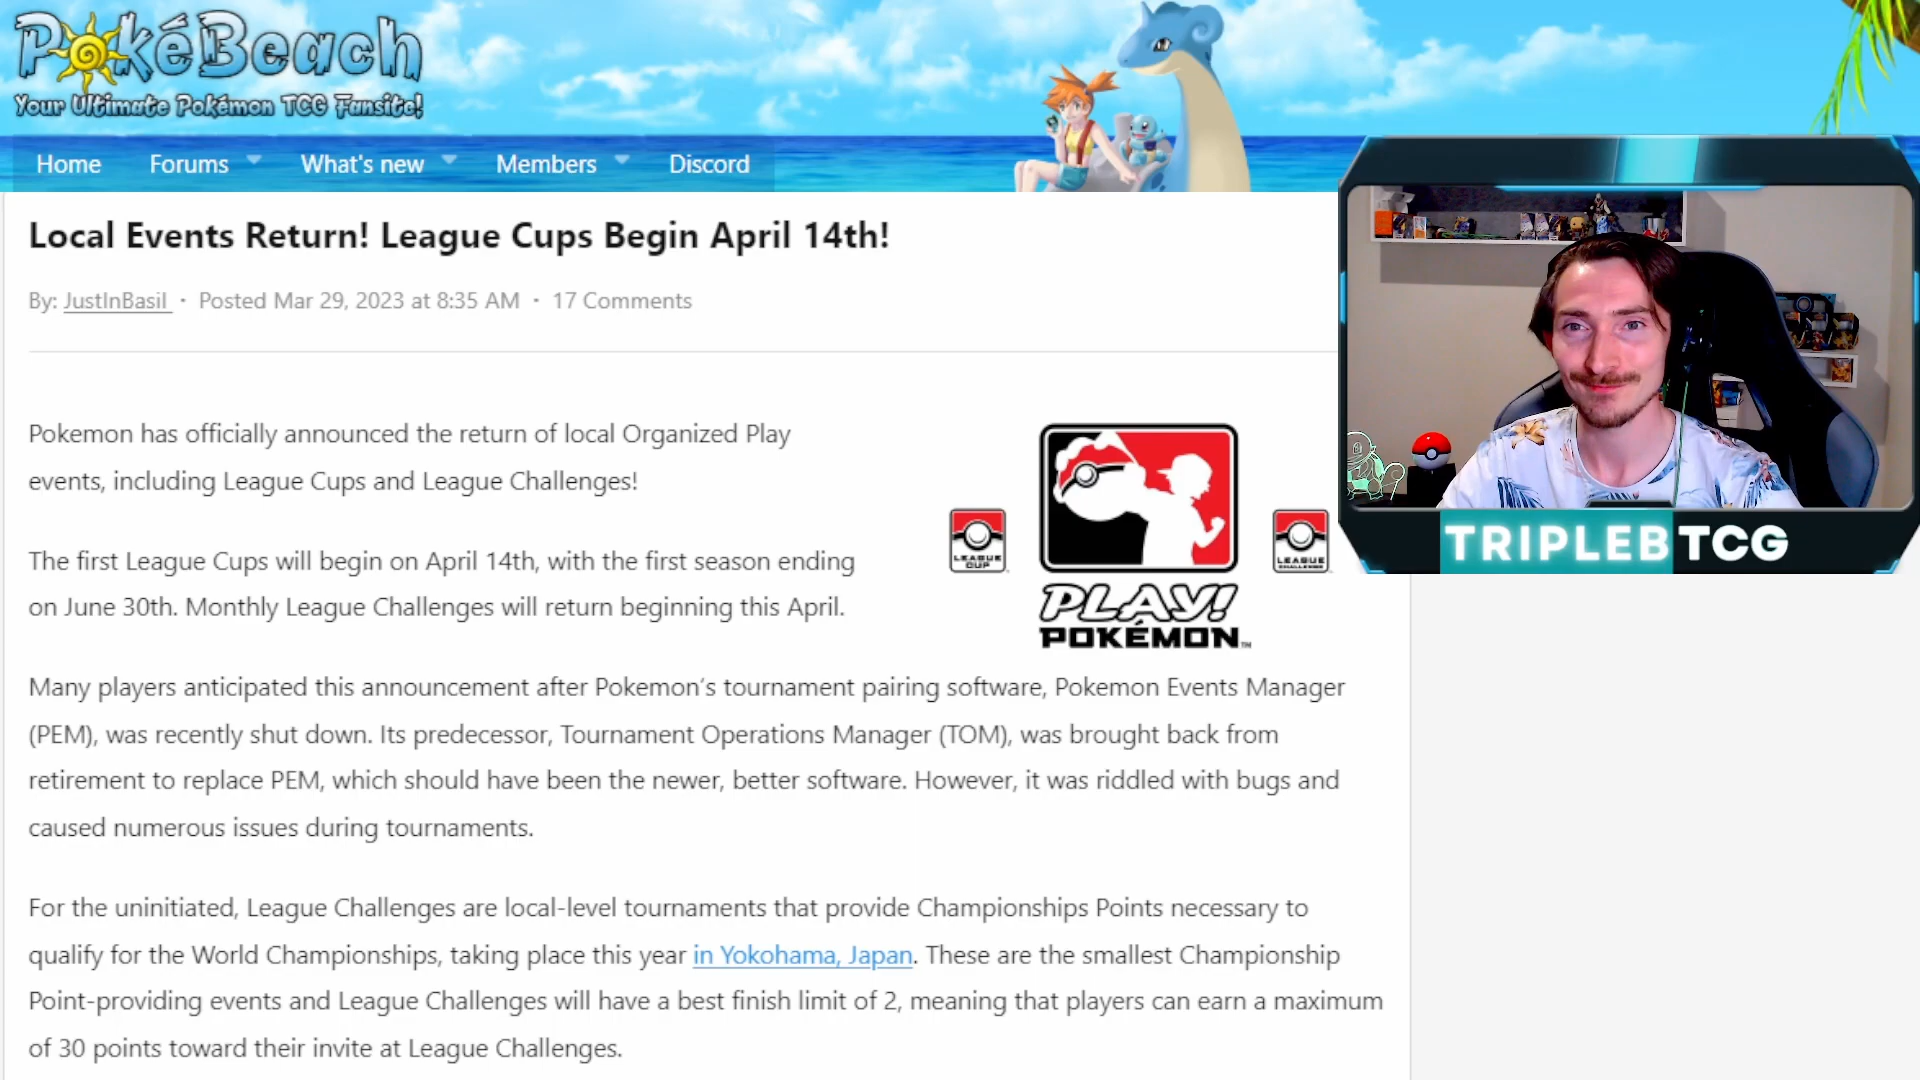 PokéBeach
Your Ultimate Pokémon TCG Fansite!
Home Forums What's new Members Discord
Local Events Return! League Cups Begin April 14th!
By: JustInBasil · Posted Mar 29, 2023 at 8:35 AM · 17 Comments
Pokemon has officially announced the return of local Organized Play
events, including League Cups and League Challenges!
The first League Cups will begin on April 14th, with the first season ending
on June 30th. Monthly League Challenges will return beginning this April.
LEAGUE
CUP
PLAY!
POKÉMON™
LEAGUE
CHALLENGE
TRIPLEB TCG
Many players anticipated this announcement after Pokemon’s tournament pairing software, Pokemon Events Manager
(PEM), was recently shut down. Its predecessor, Tournament Operations Manager (TOM), was brought back from
retirement to replace PEM, which should have been the newer, better software. However, it was riddled with bugs and
caused numerous issues during tournaments.
For the uninitiated, League Challenges are local-level tournaments that provide Championships Points necessary to
qualify for the World Championships, taking place this year in Yokohama, Japan. These are the smallest Championship
Point-providing events and League Challenges will have a best finish limit of 2, meaning that players can earn a maximum
of 30 points toward their invite at League Challenges.